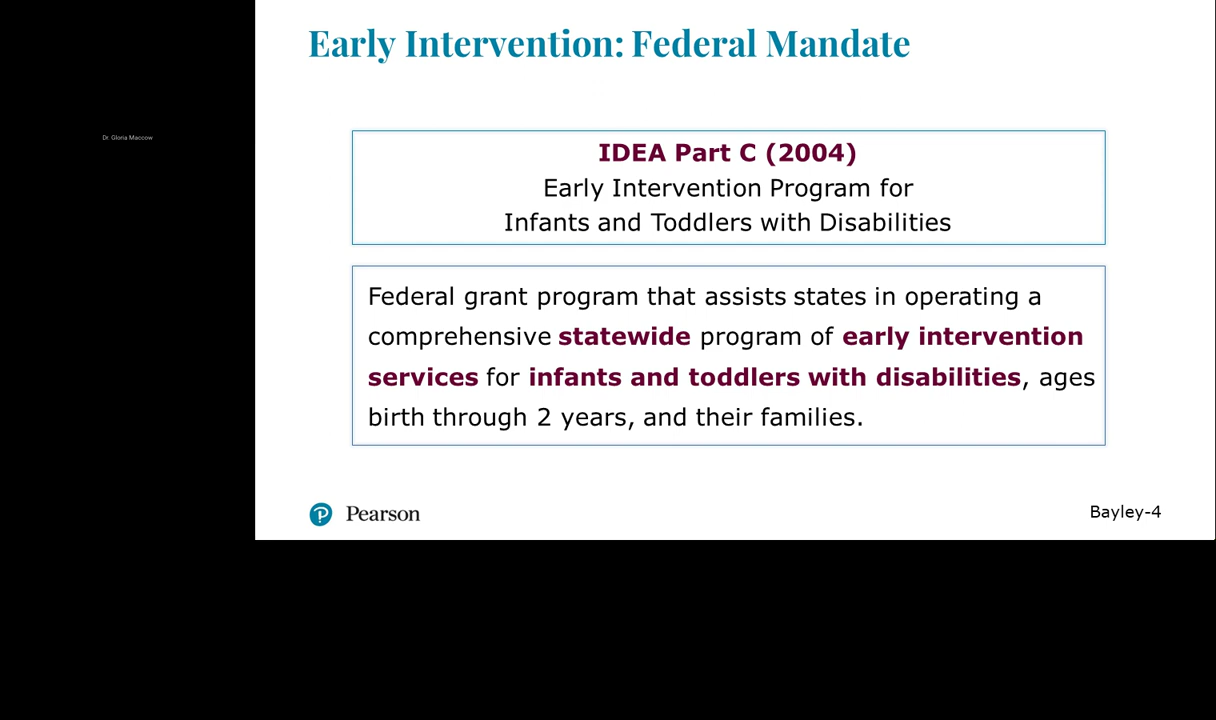 Early Intervention: Federal Mandate
Dr. Gloria Maccow
IDEA Part C (2004)
Early Intervention Program for
Infants and Toddlers with Disabilities
Federal grant program that assists states in operating a
comprehensive statewide program of early intervention
services for infants and toddlers with disabilities, ages
birth through 2 years, and their families.
Pearson
Bayley-4